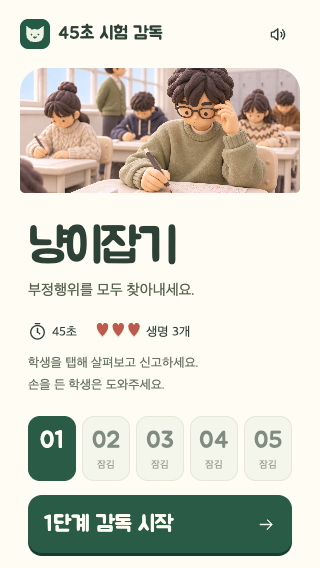 45초 시험 감독
냥이잡기
부정행위를 모두 찾아내세요.
45초 생명 3개
학생을 탭해 살펴보고 신고하세요.
손을 든 학생은 도와주세요.
01 02 03 04 05
잠김 잠김 잠김 잠김
1단계 감독 시작